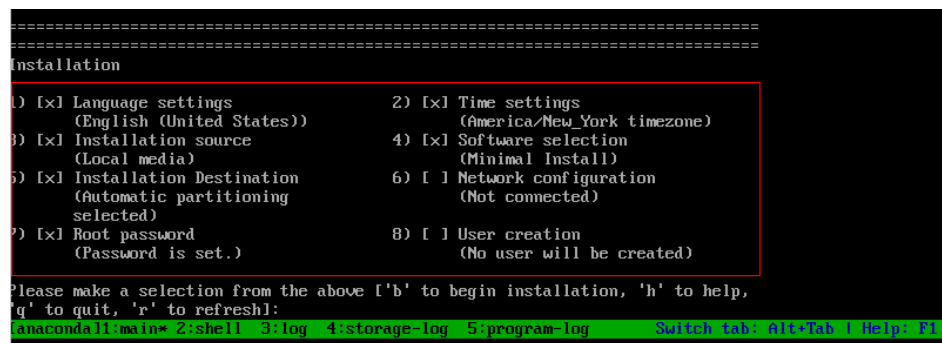 ================================================================================
================================================================================
Installation

1) [x] Language settings                 2) [x] Time settings
       (English (United States))                (America/New_York timezone)
3) [x] Installation source               4) [x] Software selection
       (Local media)                            (Minimal Install)
5) [x] Installation Destination          6) [ ] Network configuration
       (Automatic partitioning                  (Not connected)
       selected)
7) [x] Root password                     8) [ ] User creation
       (Password is set.)                       (No user will be created)

Please make a selection from the above ['b' to begin installation, 'h' to help,
'q' to quit, 'r' to refresh]:
[anaconda]1:main* 2:shell  3:log  4:storage-log  5:program-log      Switch tab: Alt+Tab | Help: F1